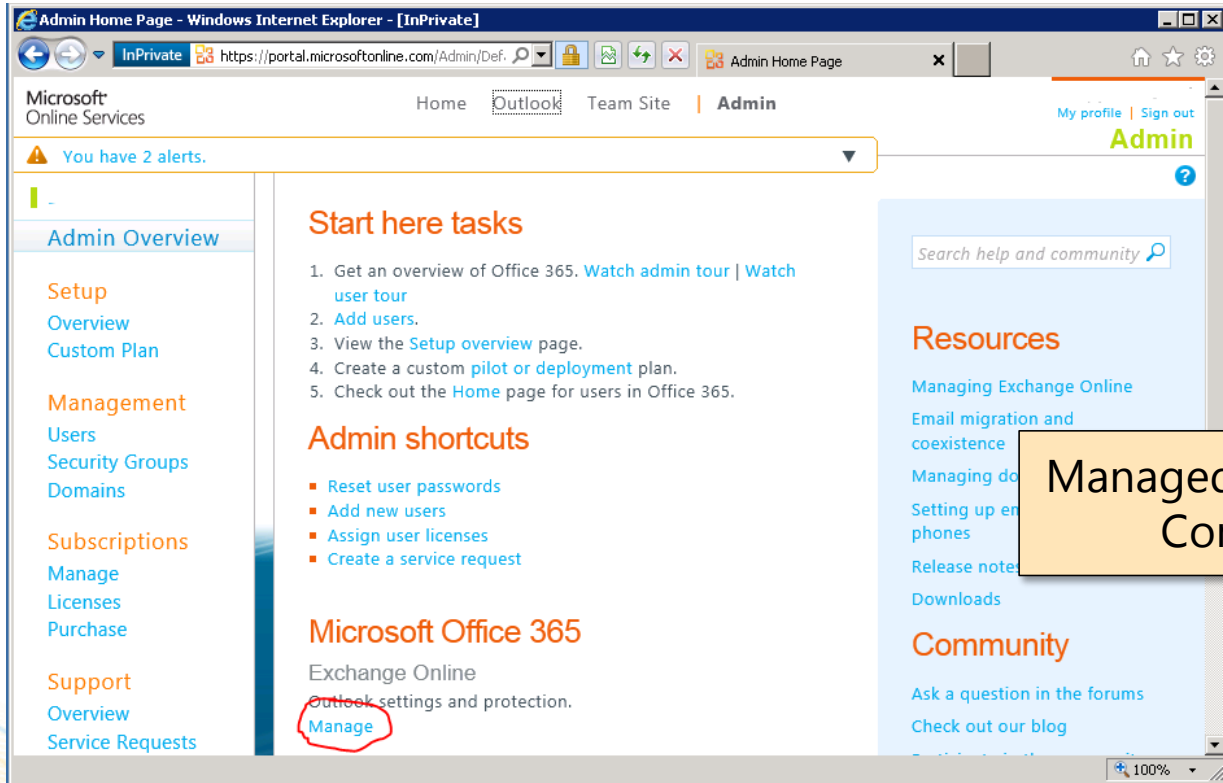 Admin Home Page - Windows Internet Explorer - [InPrivate]
InPrivate https://portal.microsoftonline.com/Admin/Def. Admin Home Page
Microsoft
Online Services
Home Outlook Team Site | Admin
My profile | Sign out
Admin
You have 2 alerts.
Admin Overview
Setup
Overview
Custom Plan
Management
Users
Security Groups
Domains
Subscriptions
Manage
Licenses
Purchase
Support
Overview
Service Requests
Start here tasks
1. Get an overview of Office 365. Watch admin tour | Watch
user tour
2. Add users.
3. View the Setup overview page.
4. Create a custom pilot or deployment plan.
5. Check out the Home page for users in Office 365.
Admin shortcuts
Reset user passwords
Add new users
Assign user licenses
Create a service request
Microsoft Office 365
Exchange Online
Outlook settings and protection.
Manage
Search help and community
Resources
Managing Exchange Online
Email migration and
coexistence
Managing
Setting up
phones
Release notes
Downloads
Managed
Community
Ask a question in the forums
Check out our blog
100%